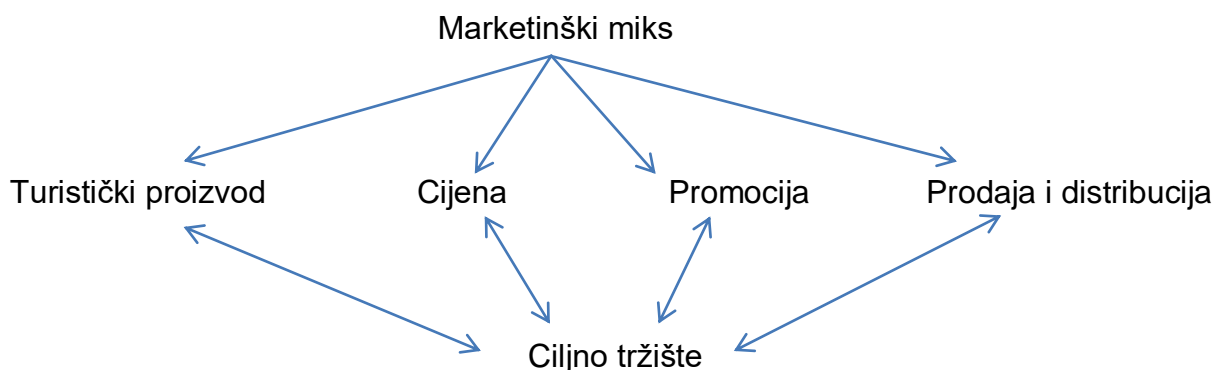 Marketinški miks
Turistički proizvod Cijena Promocija Prodaja i distribucija
Ciljno tržište